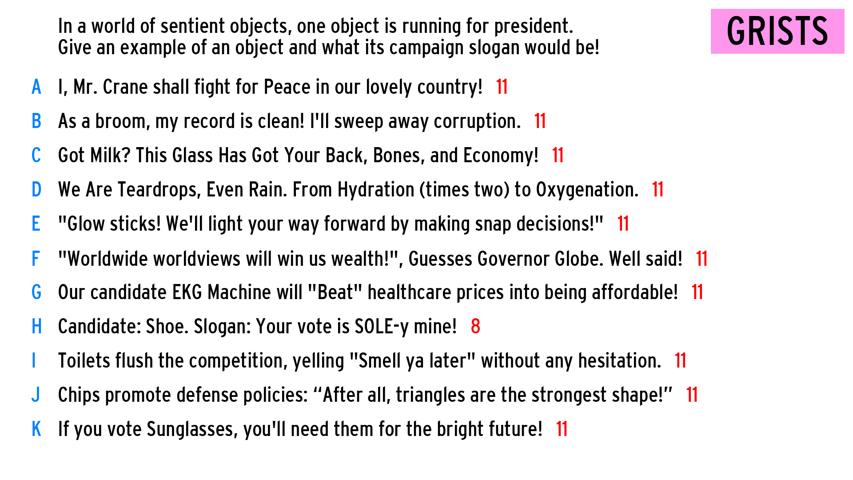 In a world of sentient objects, one object is running for president.
Give an example of an object and what its campaign slogan would be!
GRISTS
A I, Mr. Crane shall fight for Peace in our lovely country! 11
B As a broom, my record is clean! I'll sweep away corruption. 11
C Got Milk? This Glass Has Got Your Back, Bones, and Economy! 11
D We Are Teardrops, Even Rain. From Hydration (times two) to Oxygenation. 11
E "Glow sticks! We'll light your way forward by making snap decisions!" 11
F "Worldwide worldviews will win us wealth!", Guesses Governor Globe. Well said! 11
G Our candidate EKG Machine will "Beat" healthcare prices into being affordable! 11
H Candidate: Shoe. Slogan: Your vote is SOLE-y mine! 8
I Toilets flush the competition, yelling "Smell ya later" without any hesitation. 11
J Chips promote defense policies: “After all, triangles are the strongest shape!” 11
K If you vote Sunglasses, you'll need them for the bright future! 11